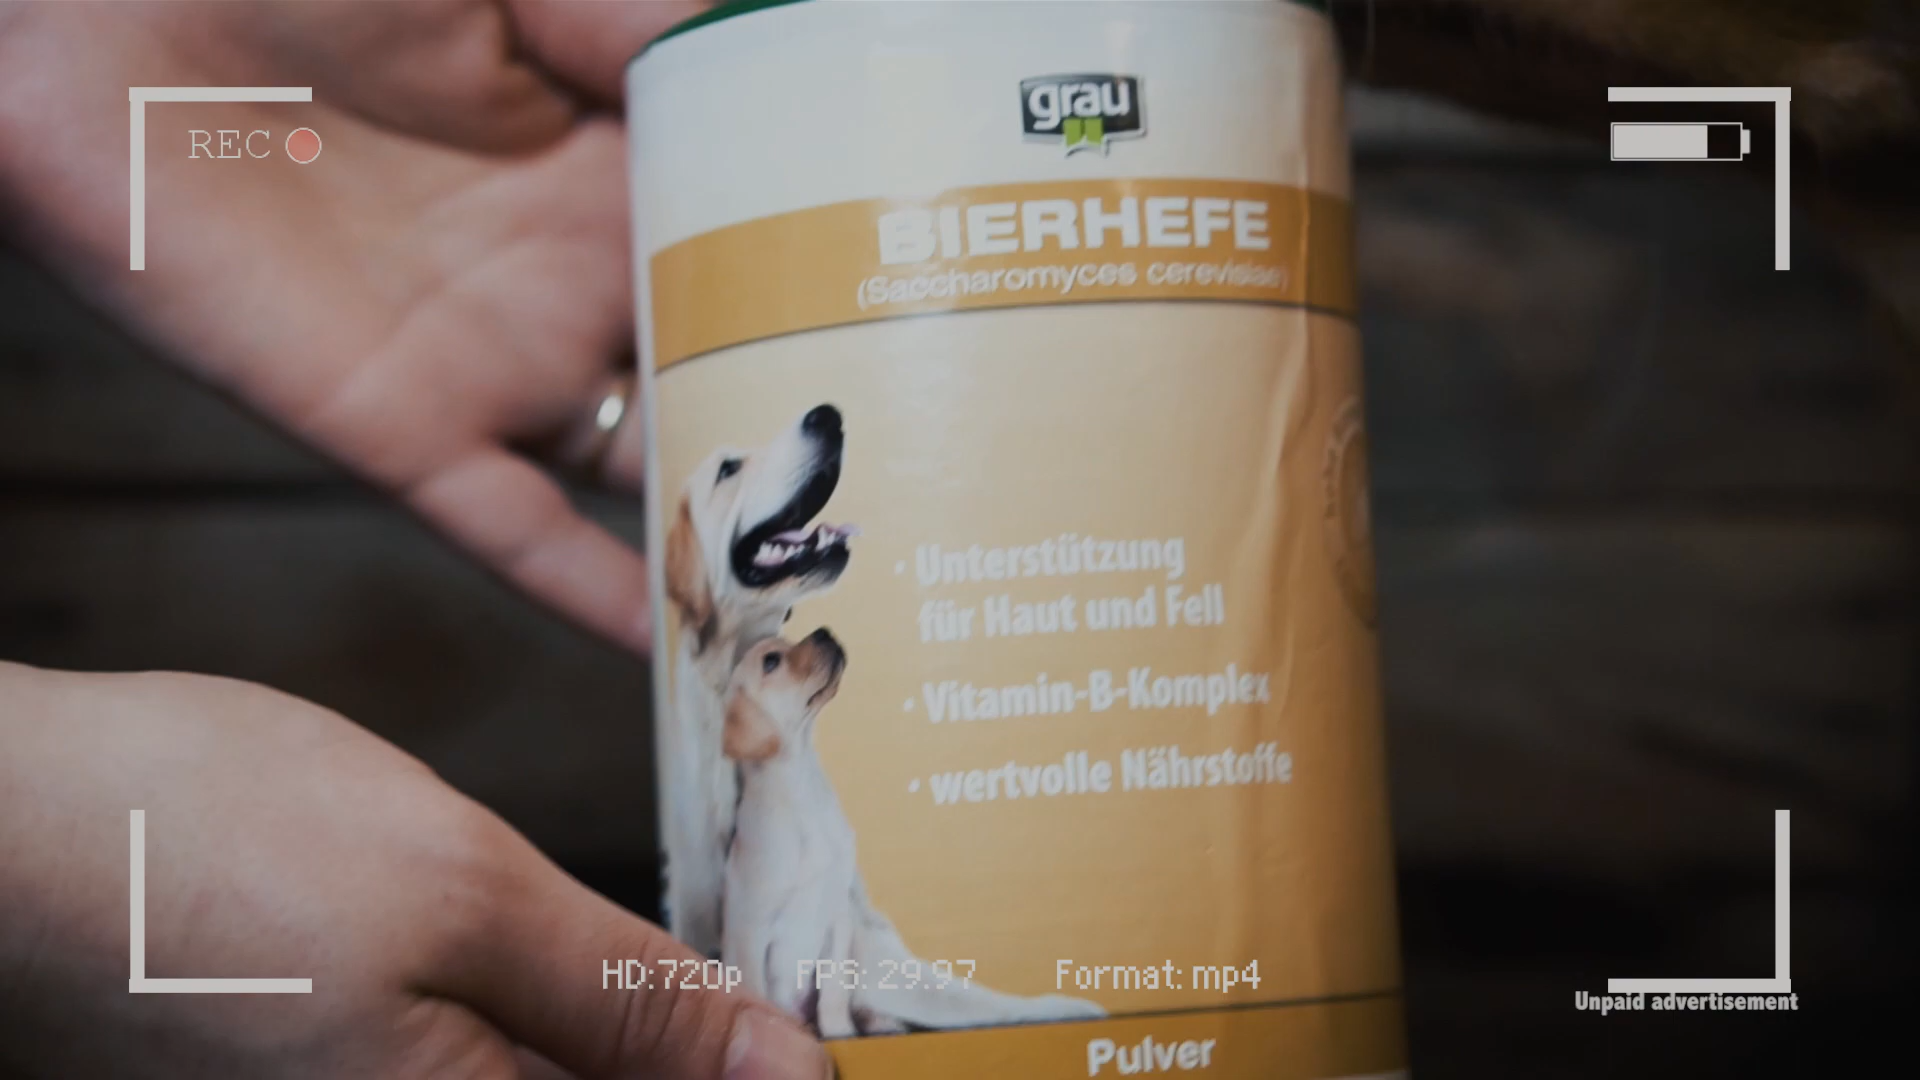 REC
grau
BIERHEFE
(Saccharomyces cerevisiae)
· Unterstützung
für Haut und Fell
· Vitamin-B-Komplex
· wertvolle Nährstoffe
HD:720p FPS: 29.97 Format: mp4
Unpaid advertisement
Pulver